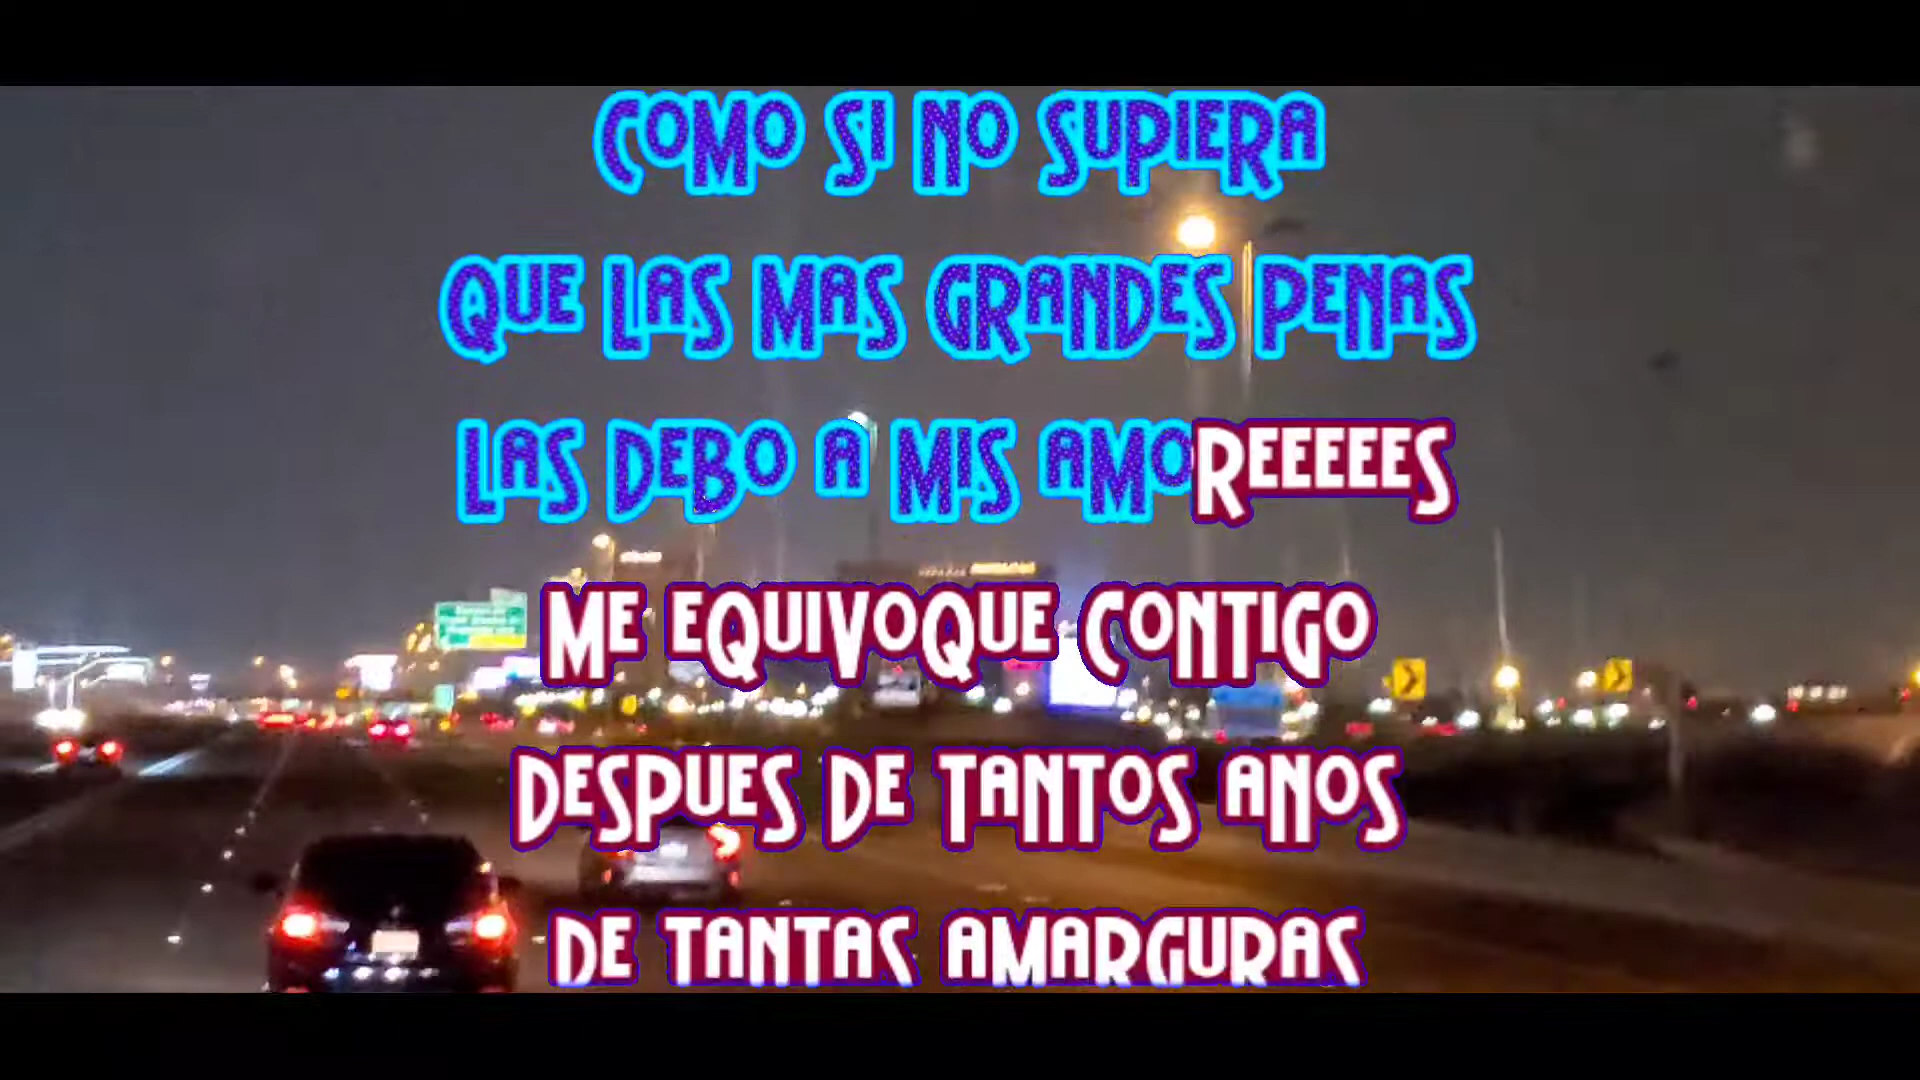 COMO SI NO SUPIERA
QUE LAS MAS GRANDES PENAS
LAS DEBO A MIS AMOREEEEES
ME EQUIVOQUE CONTIGO
DESPUES DE TANTOS ANOS
DE TANTAS AMARGURAS